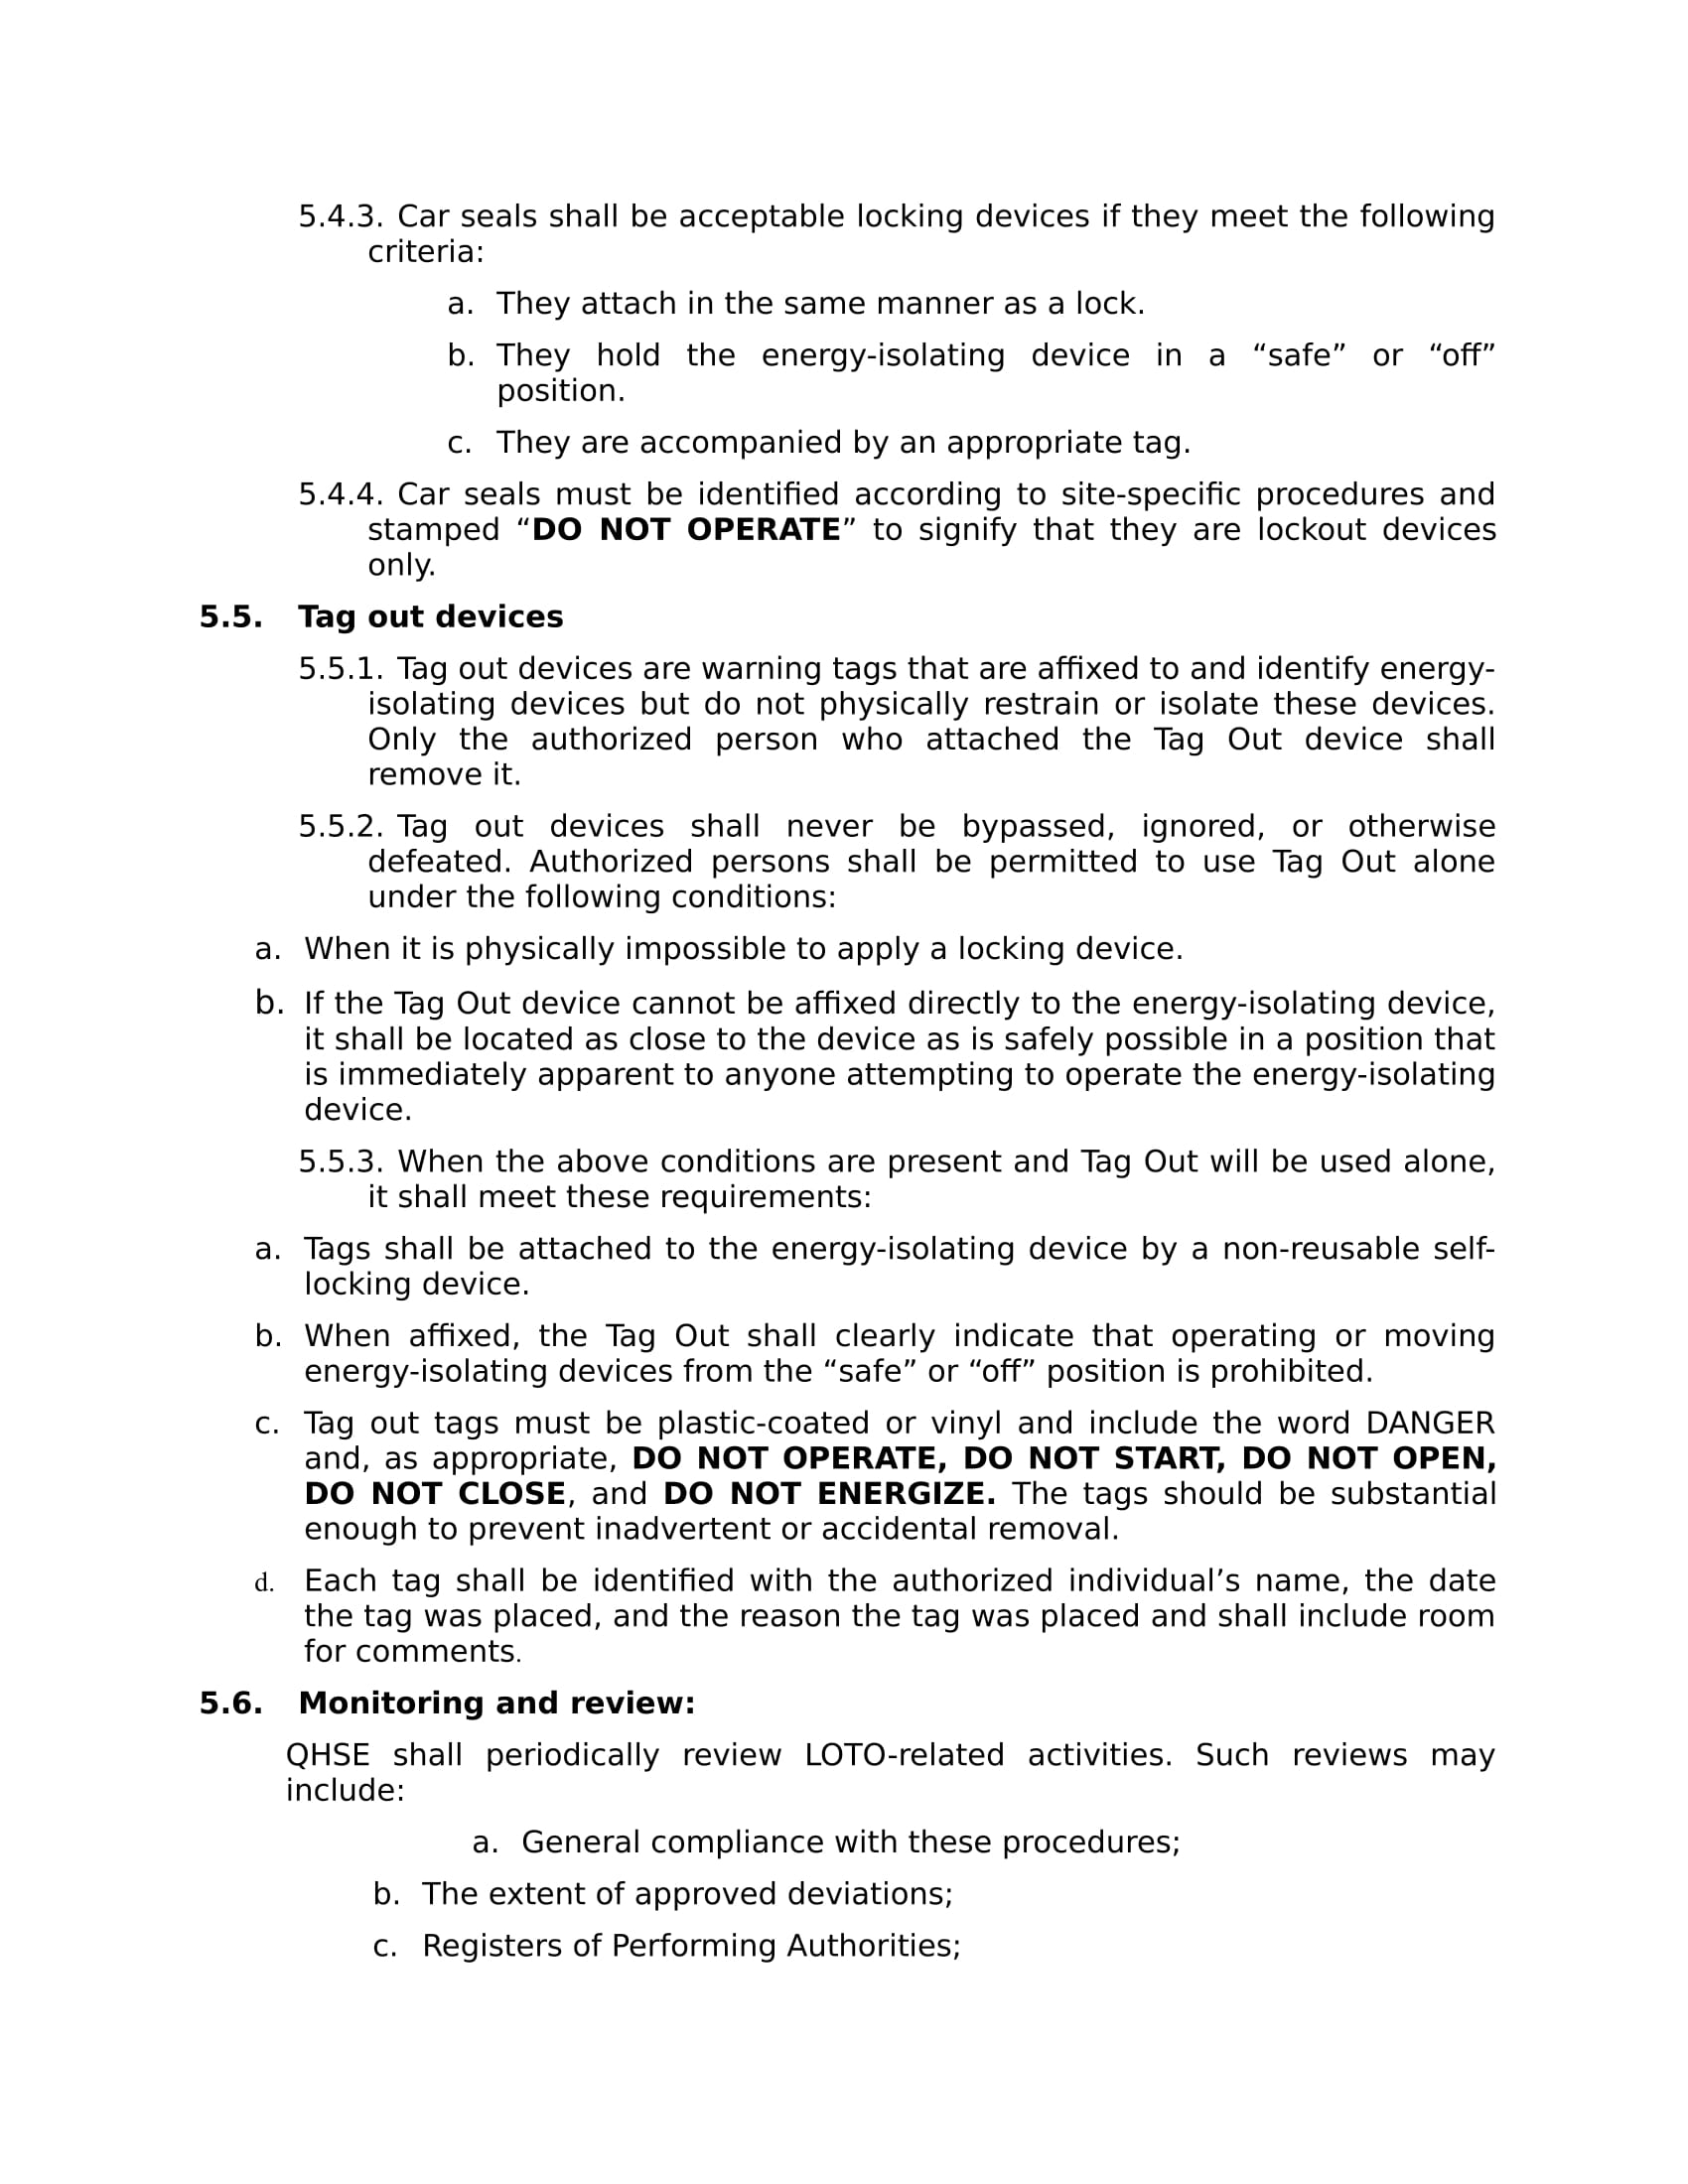 5.4.3. Car seals shall be acceptable locking devices if they meet the following
criteria:
a. They attach in the same manner as a lock.
b. They hold the energy-isolating device in a “safe” or “off”
position.
c. They are accompanied by an appropriate tag.
5.4.4. Car seals must be identified according to site-specific procedures and
stamped “DO NOT OPERATE” to signify that they are lockout devices
only.
5.5. Tag out devices
5.5.1. Tag out devices are warning tags that are affixed to and identify energy-
isolating devices but do not physically restrain or isolate these devices.
Only the authorized person who attached the Tag Out device shall
remove it.
5.5.2. Tag out devices shall never be bypassed, ignored, or otherwise
defeated. Authorized persons shall be permitted to use Tag Out alone
under the following conditions:
a. When it is physically impossible to apply a locking device.
b. If the Tag Out device cannot be affixed directly to the energy-isolating device,
it shall be located as close to the device as is safely possible in a position that
is immediately apparent to anyone attempting to operate the energy-isolating
device.
5.5.3. When the above conditions are present and Tag Out will be used alone,
it shall meet these requirements:
a. Tags shall be attached to the energy-isolating device by a non-reusable self-
locking device.
b. When affixed, the Tag Out shall clearly indicate that operating or moving
energy-isolating devices from the “safe” or “off” position is prohibited.
c. Tag out tags must be plastic-coated or vinyl and include the word DANGER
and, as appropriate, DO NOT OPERATE, DO NOT START, DO NOT OPEN,
DO NOT CLOSE, and DO NOT ENERGIZE. The tags should be substantial
enough to prevent inadvertent or accidental removal.
d. Each tag shall be identified with the authorized individual’s name, the date
the tag was placed, and the reason the tag was placed and shall include room
for comments.
5.6. Monitoring and review:
QHSE shall periodically review LOTO-related activities. Such reviews may
include:
a. General compliance with these procedures;
b. The extent of approved deviations;
c. Registers of Performing Authorities;